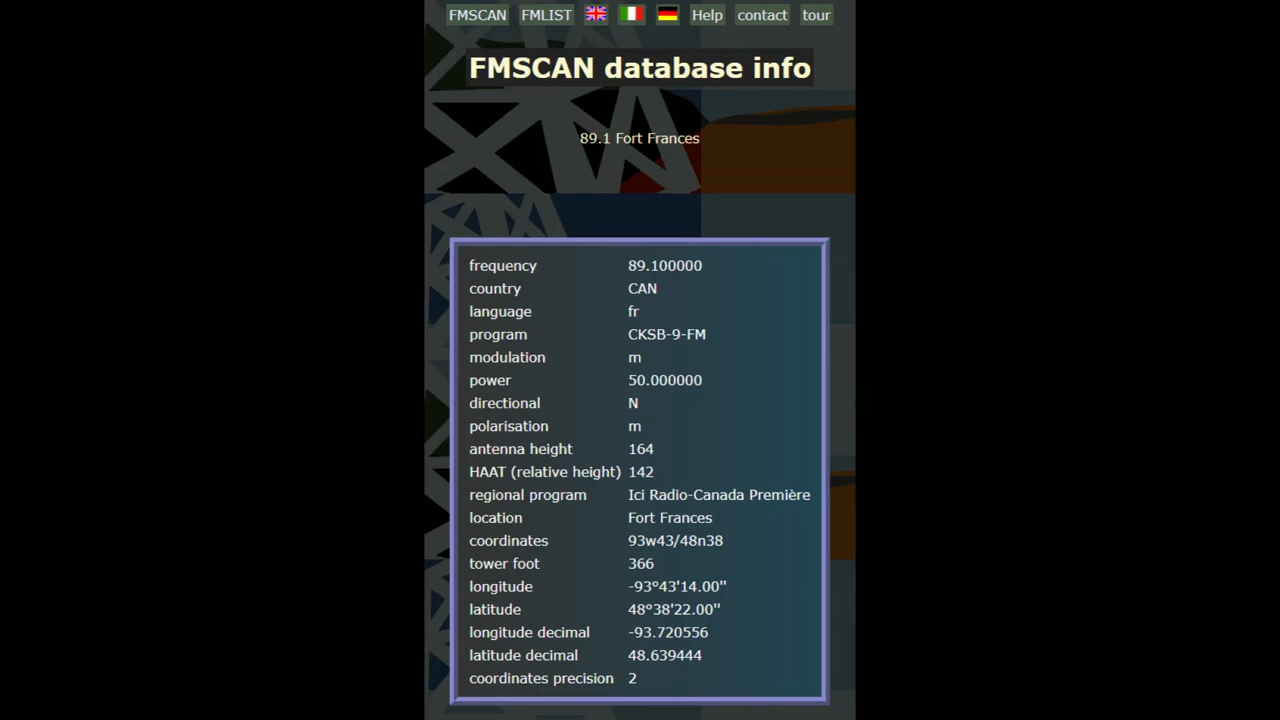 FMSCAN FMLIST Help contact tour
FMSCAN database info
89.1 Fort Frances
frequency 89.100000
country CAN
language fr
program CKSB-9-FM
modulation m
power 50.000000
directional N
polarisation m
antenna height 164
HAAT (relative height) 142
regional program Ici Radio-Canada Première
location Fort Frances
coordinates 93w43/48n38
tower foot 366
longitude -93°43'14.00''
latitude 48°38'22.00''
longitude decimal -93.720556
latitude decimal 48.639444
coordinates precision 2